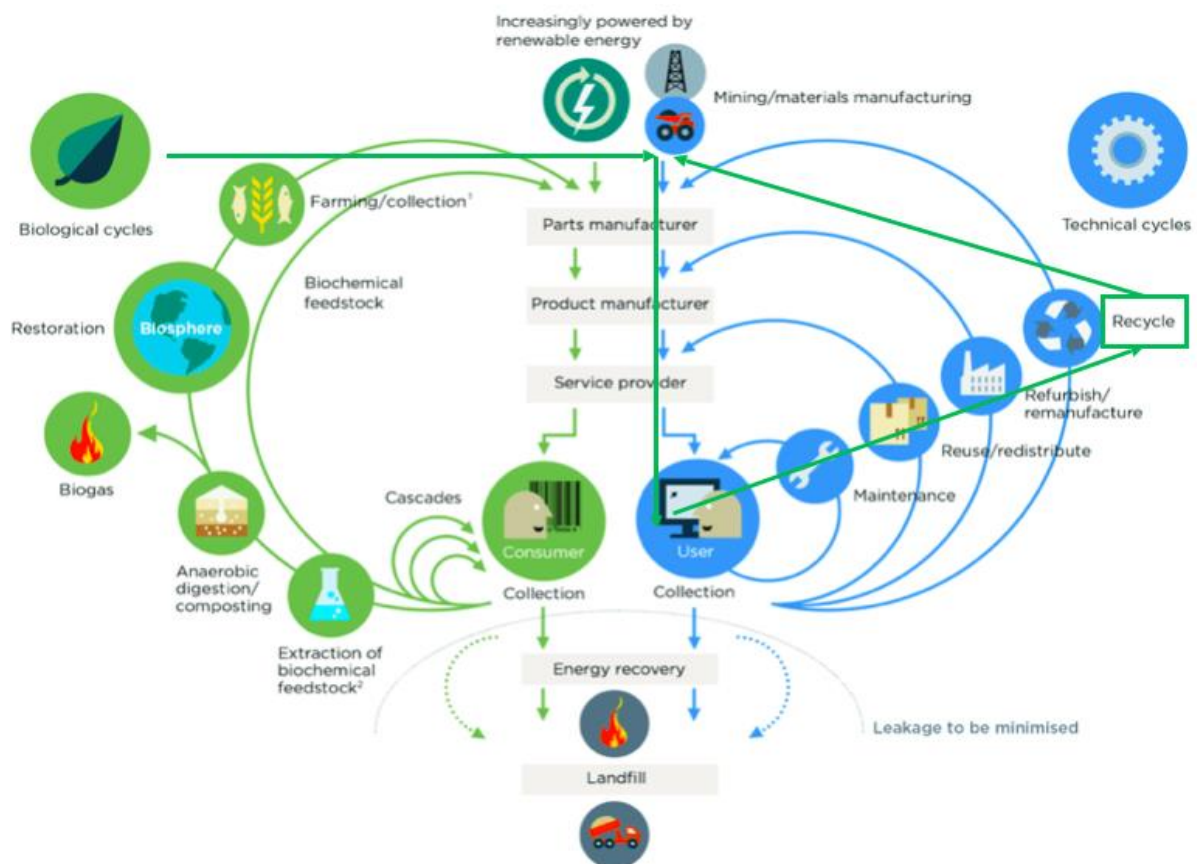 Increasingly powered by
renewable energy
Mining/materials manufacturing
Biological cycles
Farming/collection¹
Parts manufacturer
Technical cycles
Biochemical
feedstock
Product manufacturer
Restoration
Biosphere
Recycle
Service provider
Refurbish/
remanufacture
Reuse/redistribute
Biogas
Cascades
Maintenance
Consumer
User
Anaerobic
digestion/
composting
Collection
Collection
Extraction of
biochemical
feedstock²
Energy recovery
Leakage to be minimised
Landfill